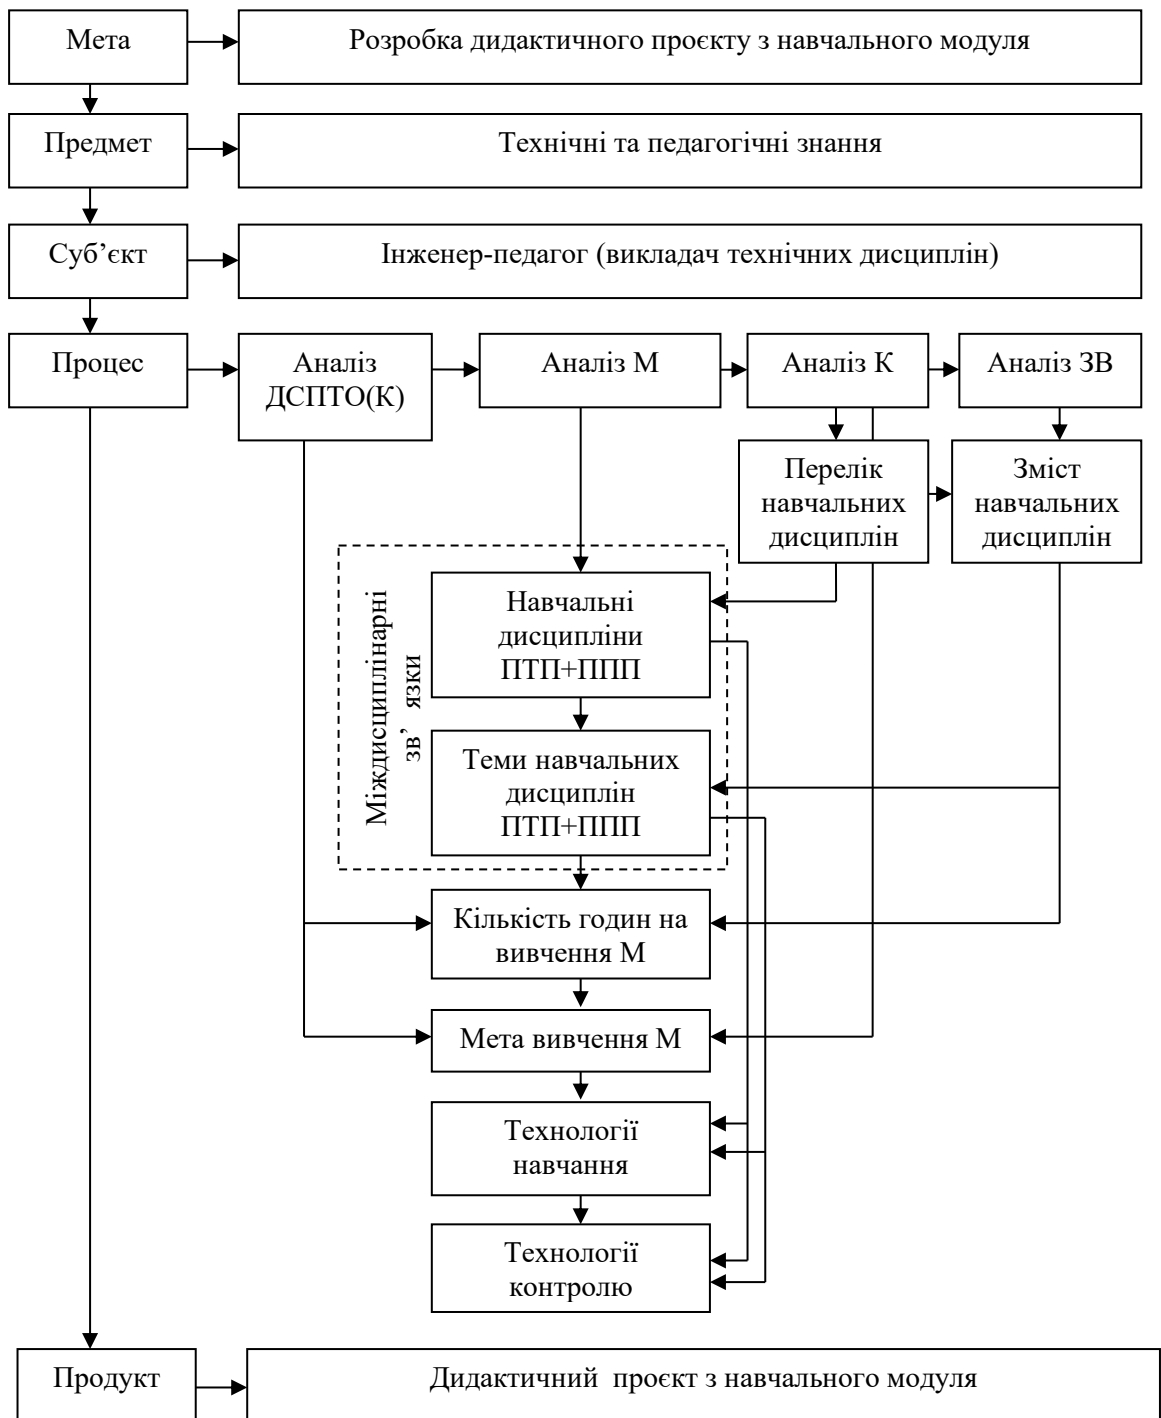 Мета
Розробка дидактичного проєкту з навчального модуля
Предмет
Технічні та педагогічні знання
Суб’єкт
Інженер-педагог (викладач технічних дисциплін)
Процес
Аналіз
ДСПТО(К)
Аналіз М
Аналіз К
Аналіз ЗВ
Перелік
навчальних
дисциплін
Зміст
навчальних
дисциплін
Міждисциплінарні
зв’ язки
Навчальні
дисципліни
ПТП+ППП
Теми навчальних
дисциплін
ПТП+ППП
Кількість годин на
вивчення М
Мета вивчення М
Технології
навчання
Технології
контролю
Продукт
Дидактичний проєкт з навчального модуля